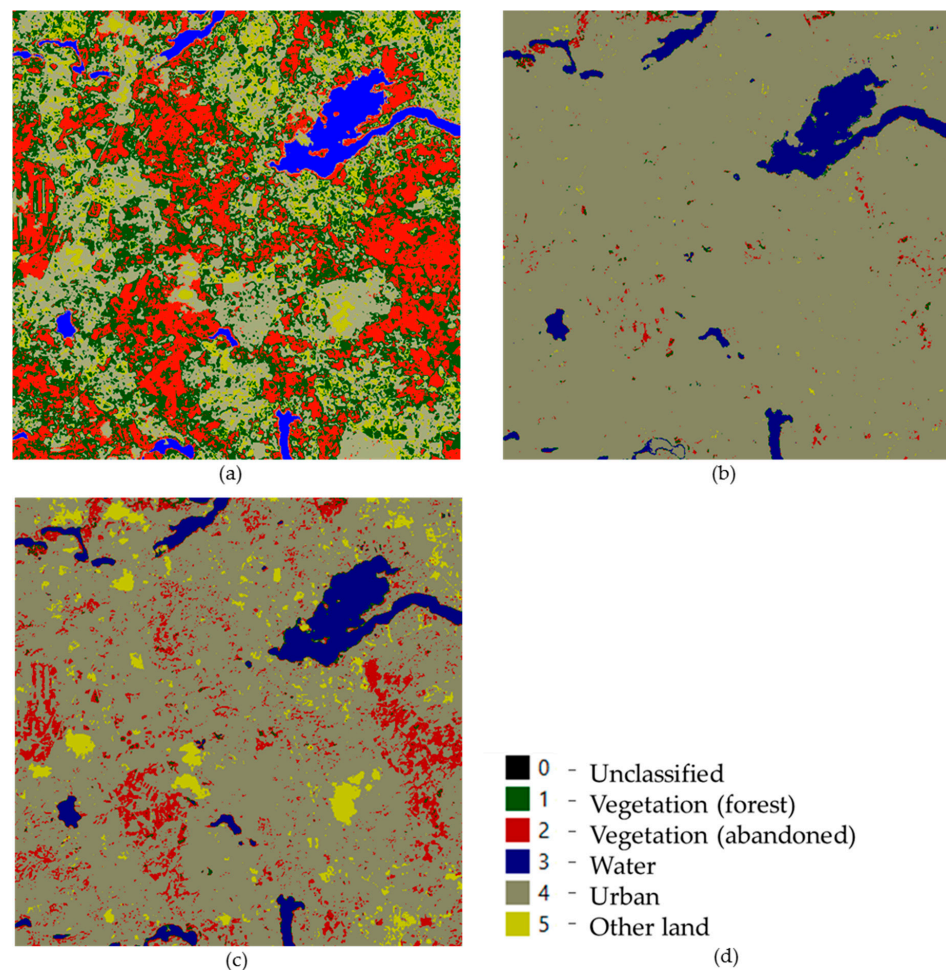 (a)
(b)
0 - Unclassified
1 - Vegetation (forest)
2 - Vegetation (abandoned)
3 - Water
4 - Urban
5 - Other land
(c)
(d)